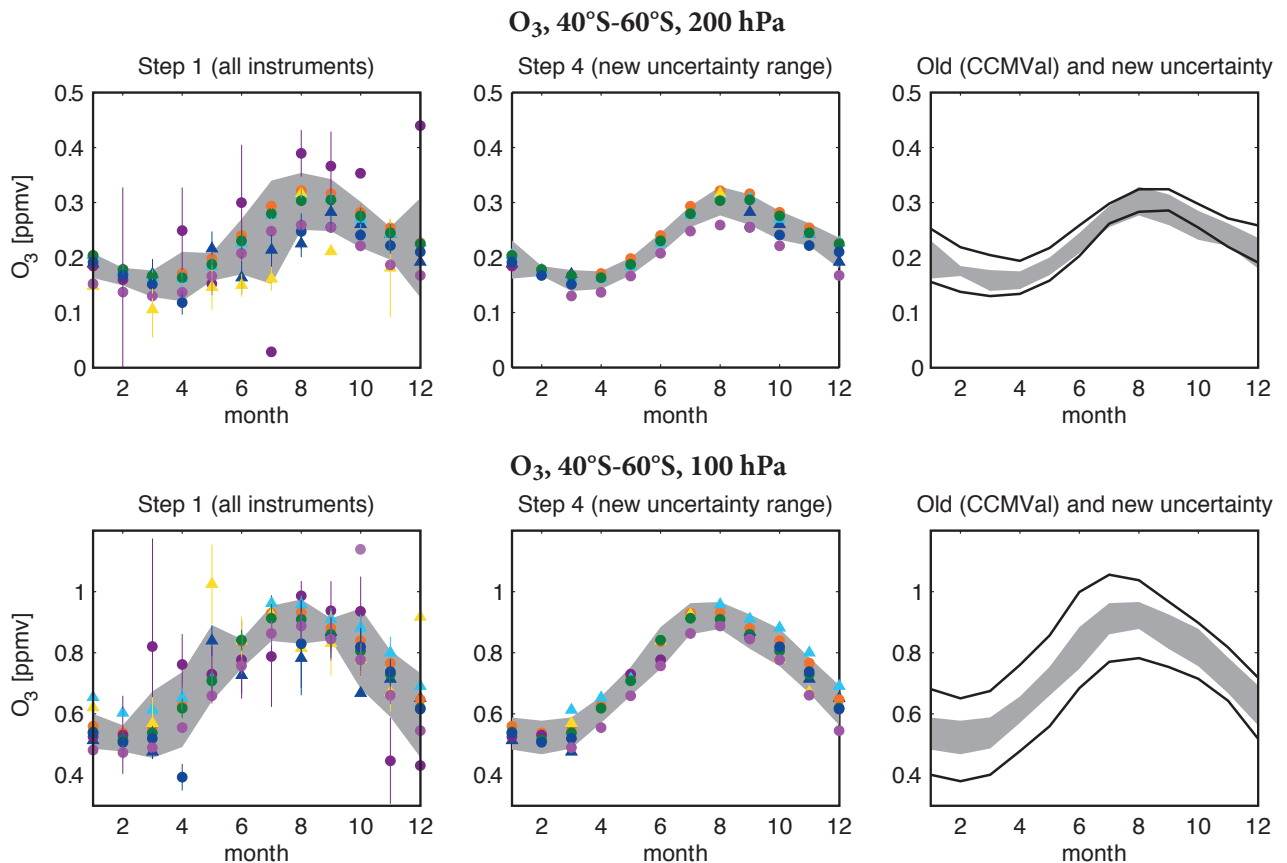 O₃, 40°S-60°S, 200 hPa
Step 1 (all instruments)
Step 4 (new uncertainty range)
Old (CCMVal) and new uncertainty
O₃ [ppmv]
0.5
0.4
0.3
0.2
0.1
0
2 4 6 8 10 12
month
0.5
0.4
0.3
0.2
0.1
0
2 4 6 8 10 12
month
0.5
0.4
0.3
0.2
0.1
0
2 4 6 8 10 12
month
O₃, 40°S-60°S, 100 hPa
Step 1 (all instruments)
Step 4 (new uncertainty range)
Old (CCMVal) and new uncertainty
O₃ [ppmv]
1
0.8
0.6
0.4
2 4 6 8 10 12
month
1
0.8
0.6
0.4
2 4 6 8 10 12
month
1
0.8
0.6
0.4
2 4 6 8 10 12
month